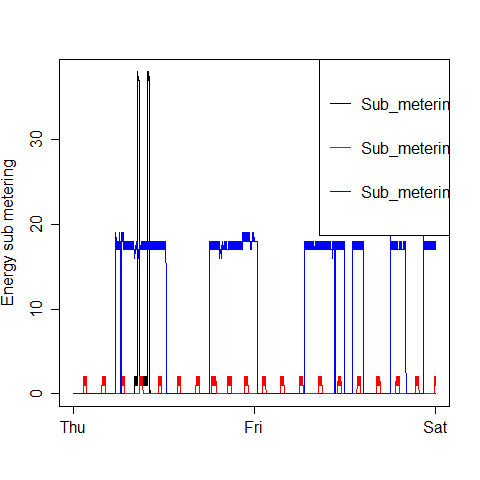 Energy sub metering
30
20
10
0
Sub_meterin
Sub_meterin
Sub_meterin
Thu
Fri
Sat